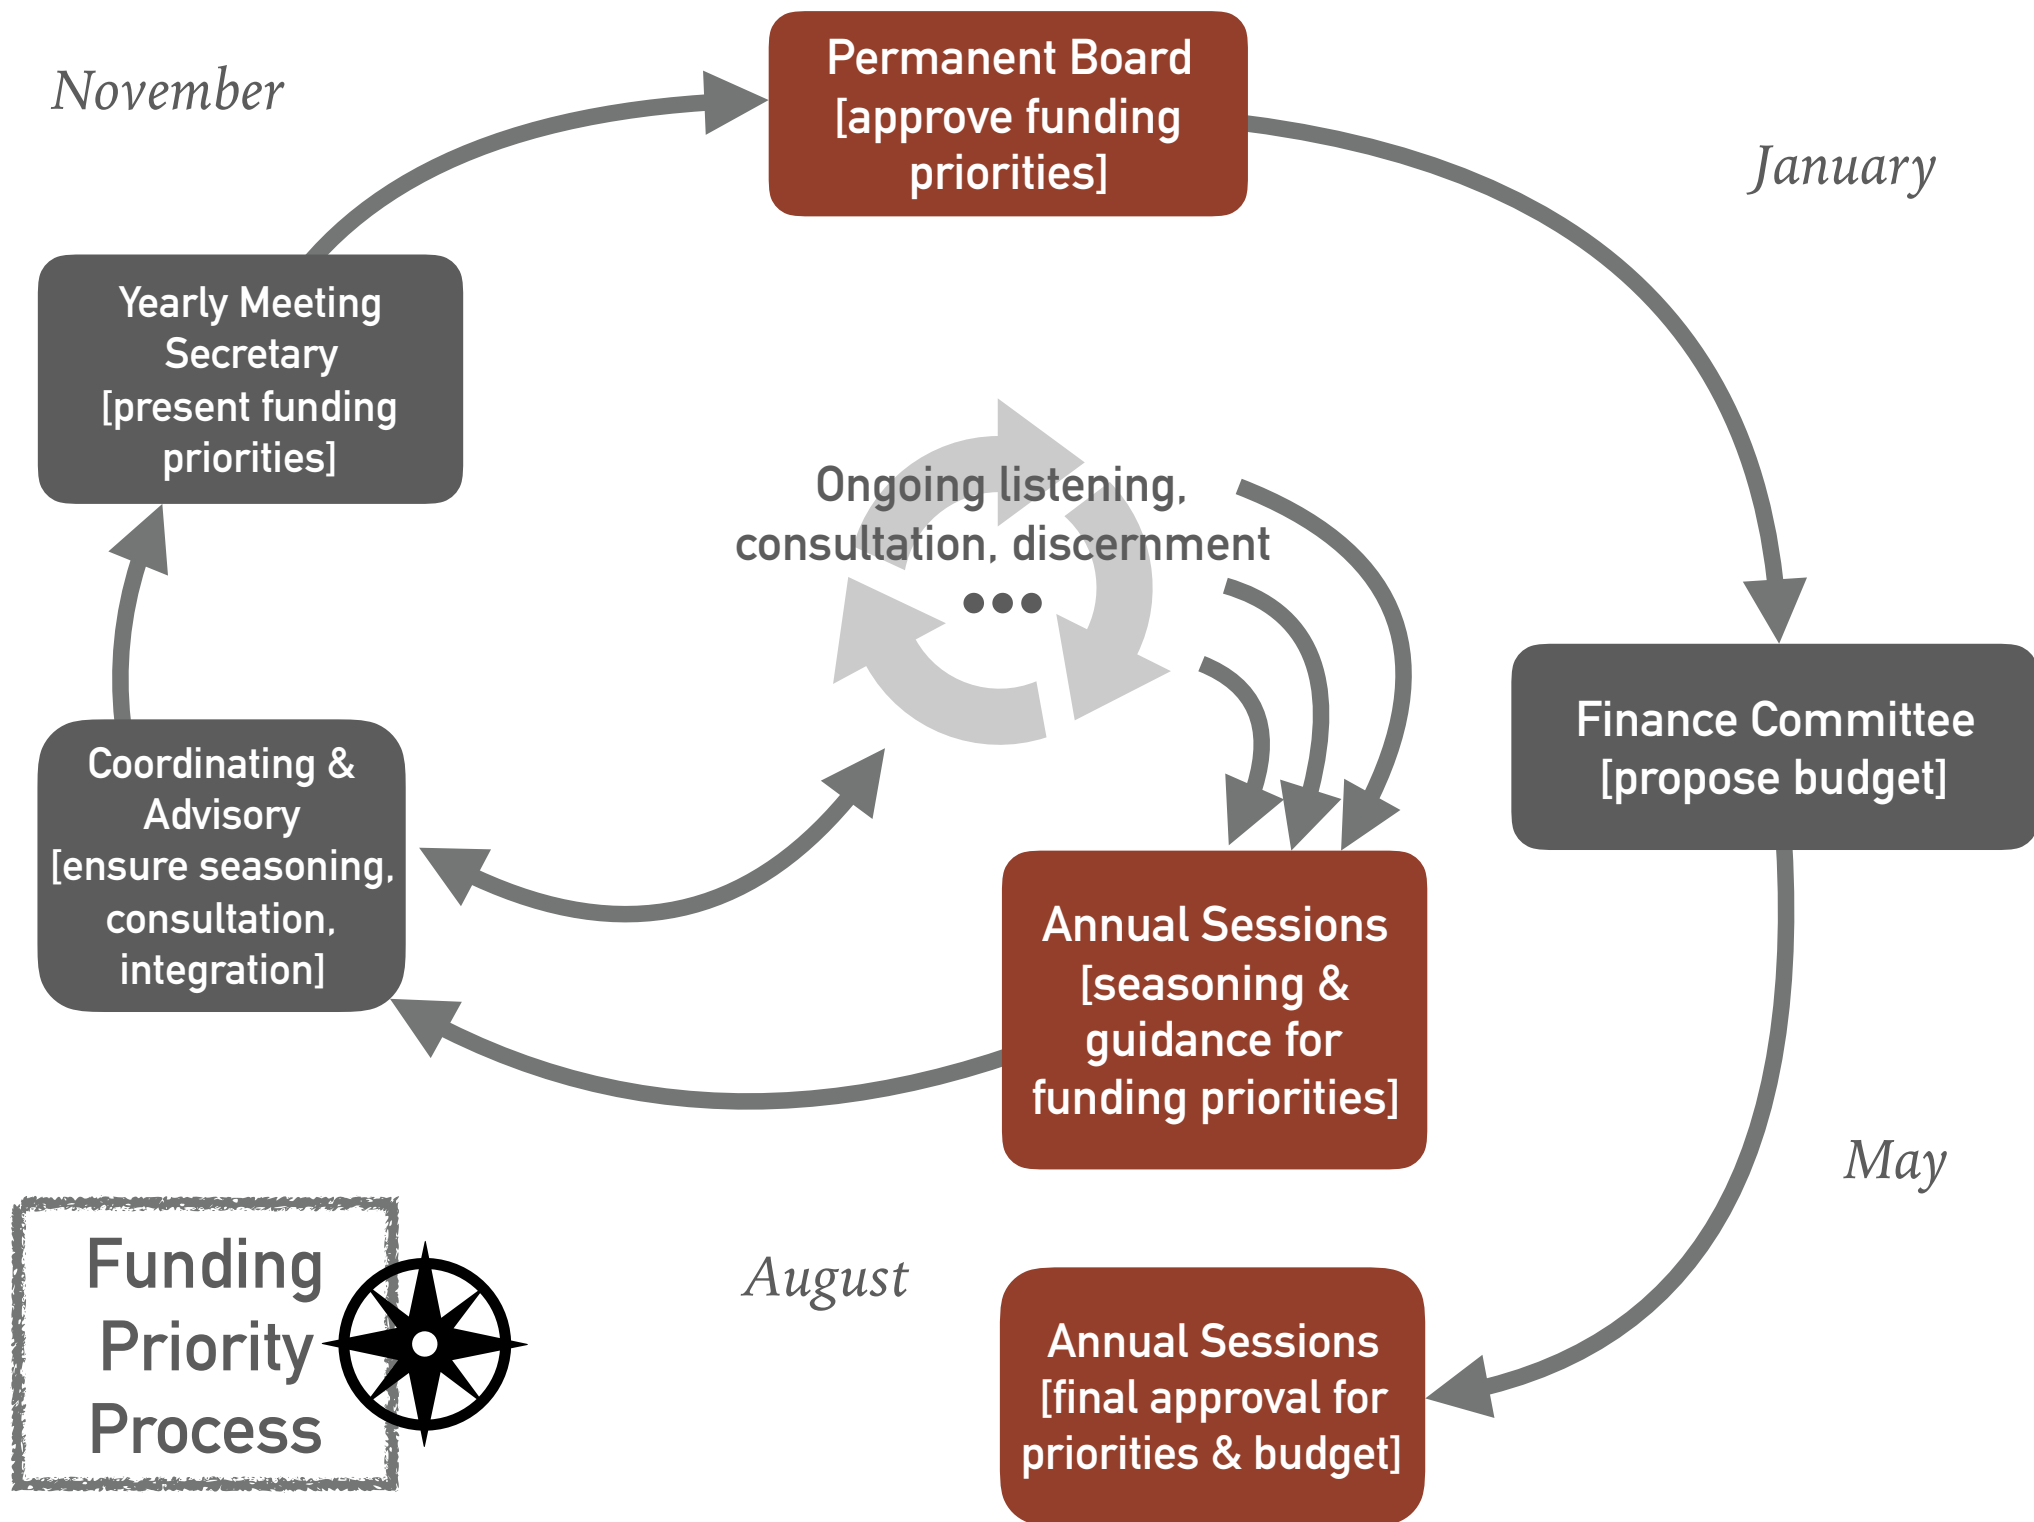 November
Permanent Board
[approve funding
priorities]
January
Yearly Meeting
Secretary
[present funding
priorities]
Ongoing listening,
consultation, discernment
•••
Finance Committee
[propose budget]
Coordinating &
Advisory
[ensure seasoning,
consultation,
integration]
Annual Sessions
[seasoning &
guidance for
funding priorities]
May
August
Annual Sessions
[final approval for
priorities & budget]
Funding
Priority
Process